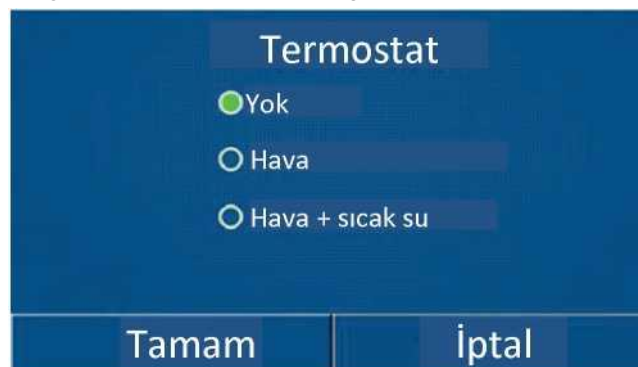 Termostat
Yok
Hava
Hava + sıcak su
Tamam
İptal